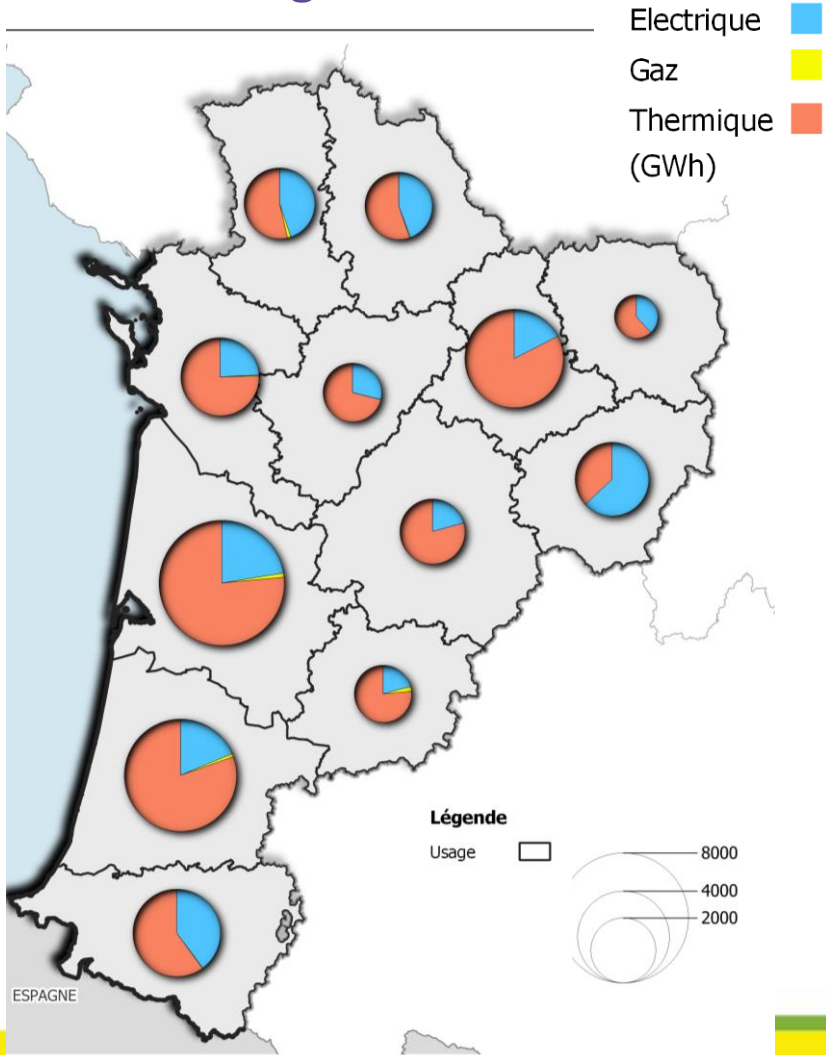 Electrique
Gaz
Thermique
(GWh)
Légende
Usage
8000
4000
2000
ESPAGNE